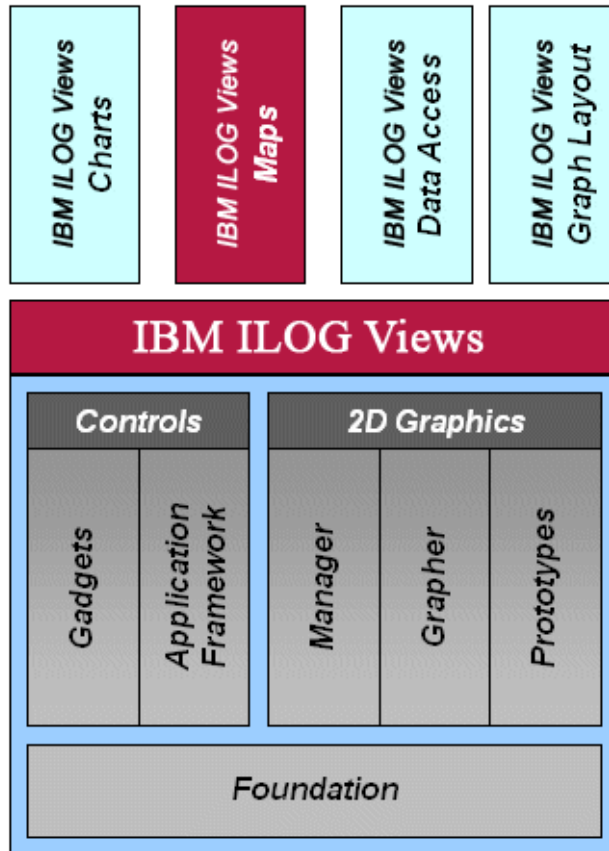 IBM ILOG Views
Charts
IBM ILOG Views
Maps
IBM ILOG Views
Data Access
IBM ILOG Views
Graph Layout
IBM ILOG Views
Controls
2D Graphics
Gadgets
Application
Framework
Manager
Grapher
Prototypes
Foundation